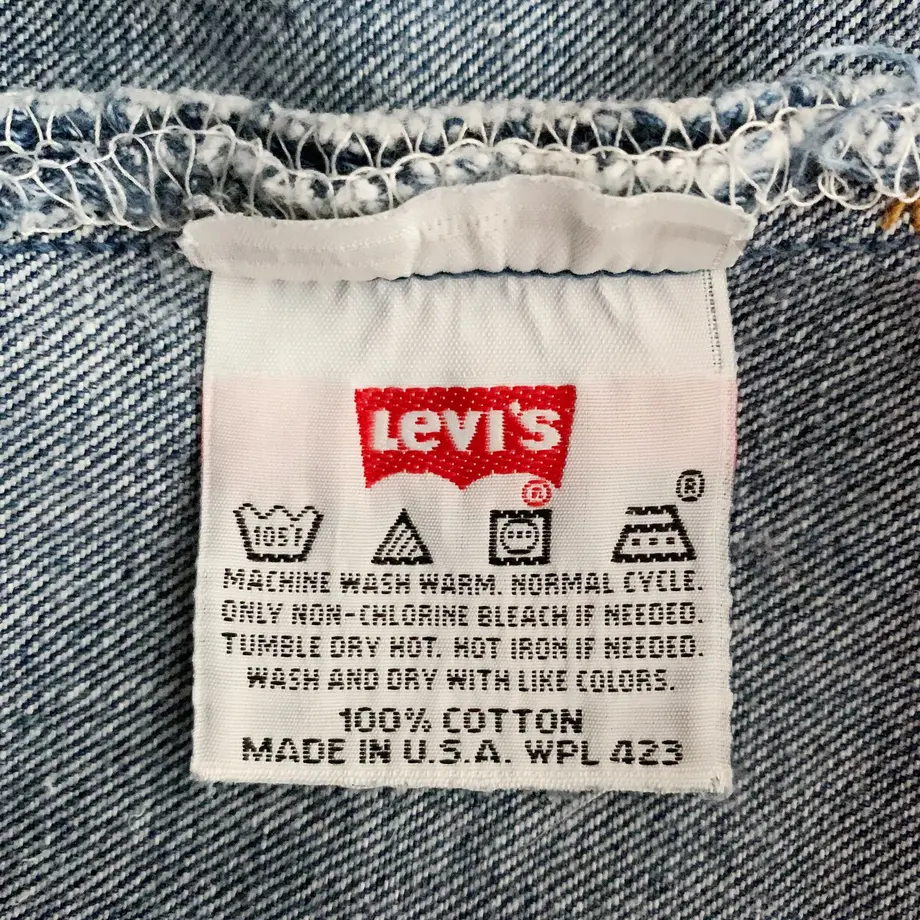 Levi's
®
®
105°
MACHINE WASH WARM. NORMAL CYCLE.
ONLY NON-CHLORINE BLEACH IF NEEDED.
TUMBLE DRY HOT. HOT IRON IF NEEDED.
WASH AND DRY WITH LIKE COLORS.
100% COTTON
MADE IN U.S.A. WPL 423